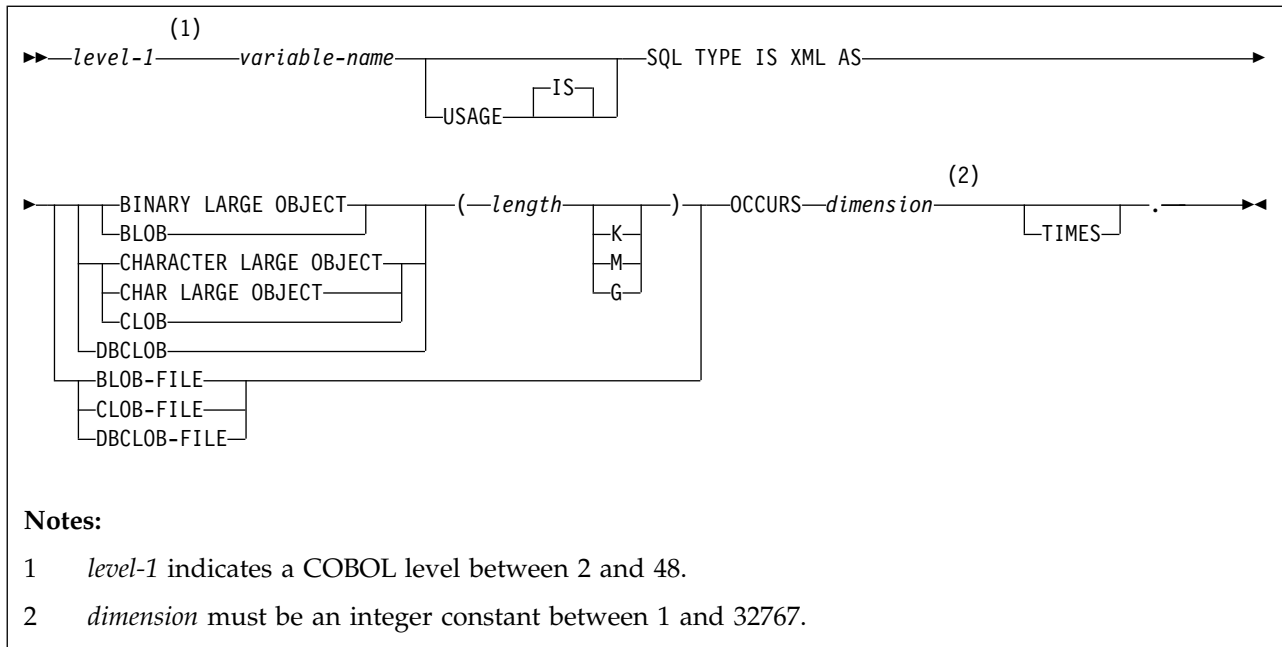 (1)
level-1 variable-name SQL TYPE IS XML AS
IS
USAGE
(2)
BINARY LARGE OBJECT ( length ) OCCURS dimension .
BLOB K TIMES
CHARACTER LARGE OBJECT M
CHAR LARGE OBJECT G
CLOB
DBCLOB
BLOB-FILE
CLOB-FILE
DBCLOB-FILE
Notes:
1 level-1 indicates a COBOL level between 2 and 48.
2 dimension must be an integer constant between 1 and 32767.